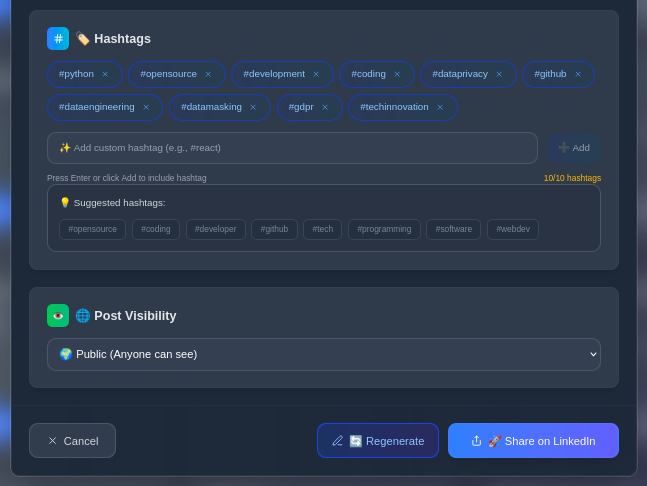 # 🏷️ Hashtags
#python × #opensource × #development × #coding × #dataprivacy × #github ×
#dataengineering × #datamasking × #gdpr × #techinnovation ×
✨ Add custom hashtag (e.g., #react) ➕ Add
Press Enter or click Add to include hashtag 10/10 hashtags
💡 Suggested hashtags:
#opensource #coding #developer #github #tech #programming #software #webdev
🌐 Post Visibility
🌍 Public (Anyone can see)
× Cancel 🔄 Regenerate 🚀 Share on LinkedIn